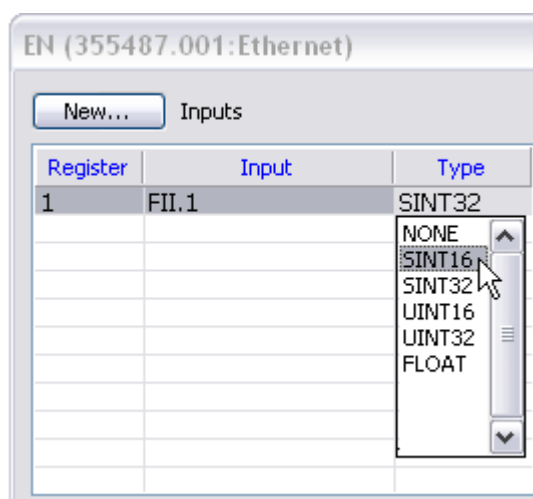 EN (355487.001:Ethernet)
New... Inputs
Register Input Type
1 FII.1 SINT32
NONE
SINT16
SINT32
UINT16
UINT32
FLOAT